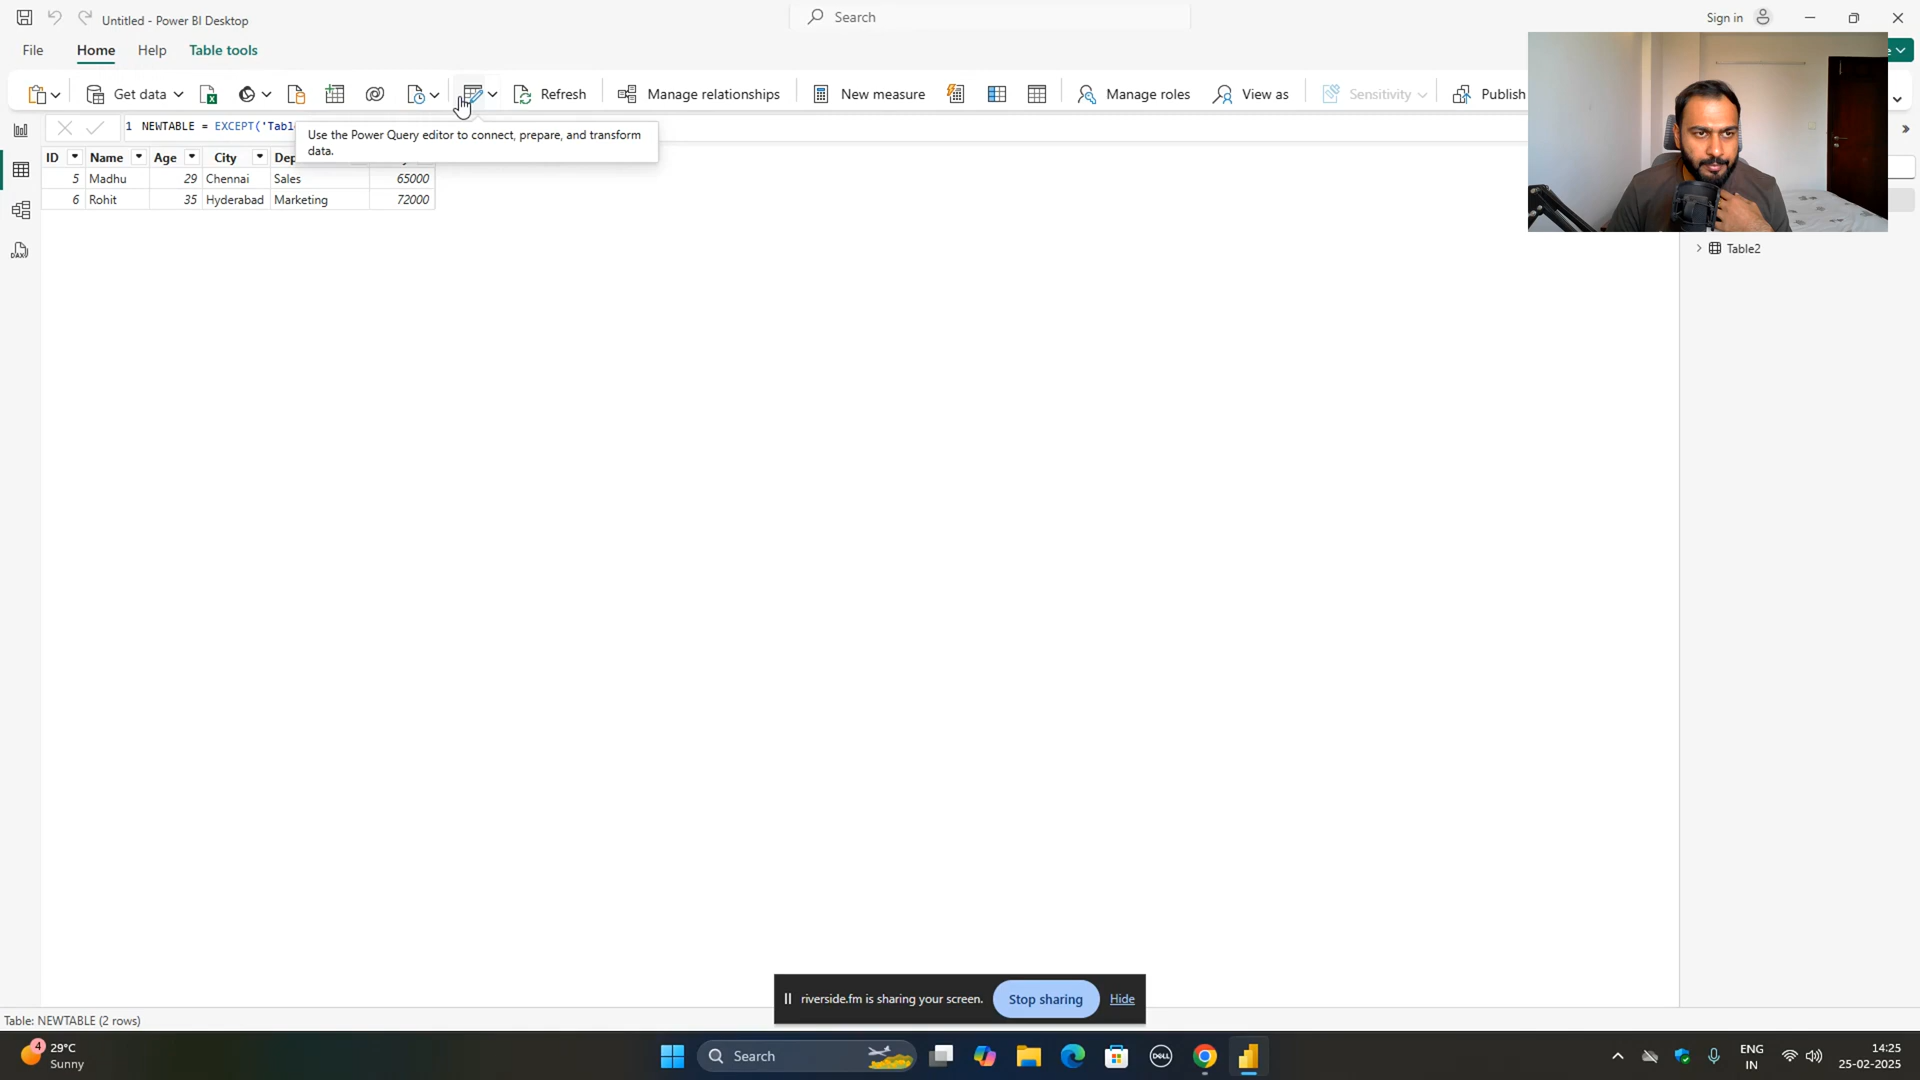 Untitled - Power BI Desktop
Search
Sign in
File Home Help Table tools
Get data Refresh Manage relationships New measure Manage roles View as Sensitivity Publish
1 NEWTABLE = EXCEPT('Tabl
Use the Power Query editor to connect, prepare, and transform
data.
ID Name Age City Dep
5 Madhu 29 Chennai Sales 65000
6 Rohit 35 Hyderabad Marketing 72000
Table2
riverside.fm is sharing your screen. Stop sharing Hide
Table: NEWTABLE (2 rows)
4
29°C
Sunny
Search
DELL
ENG
IN
14:25
25-02-2025